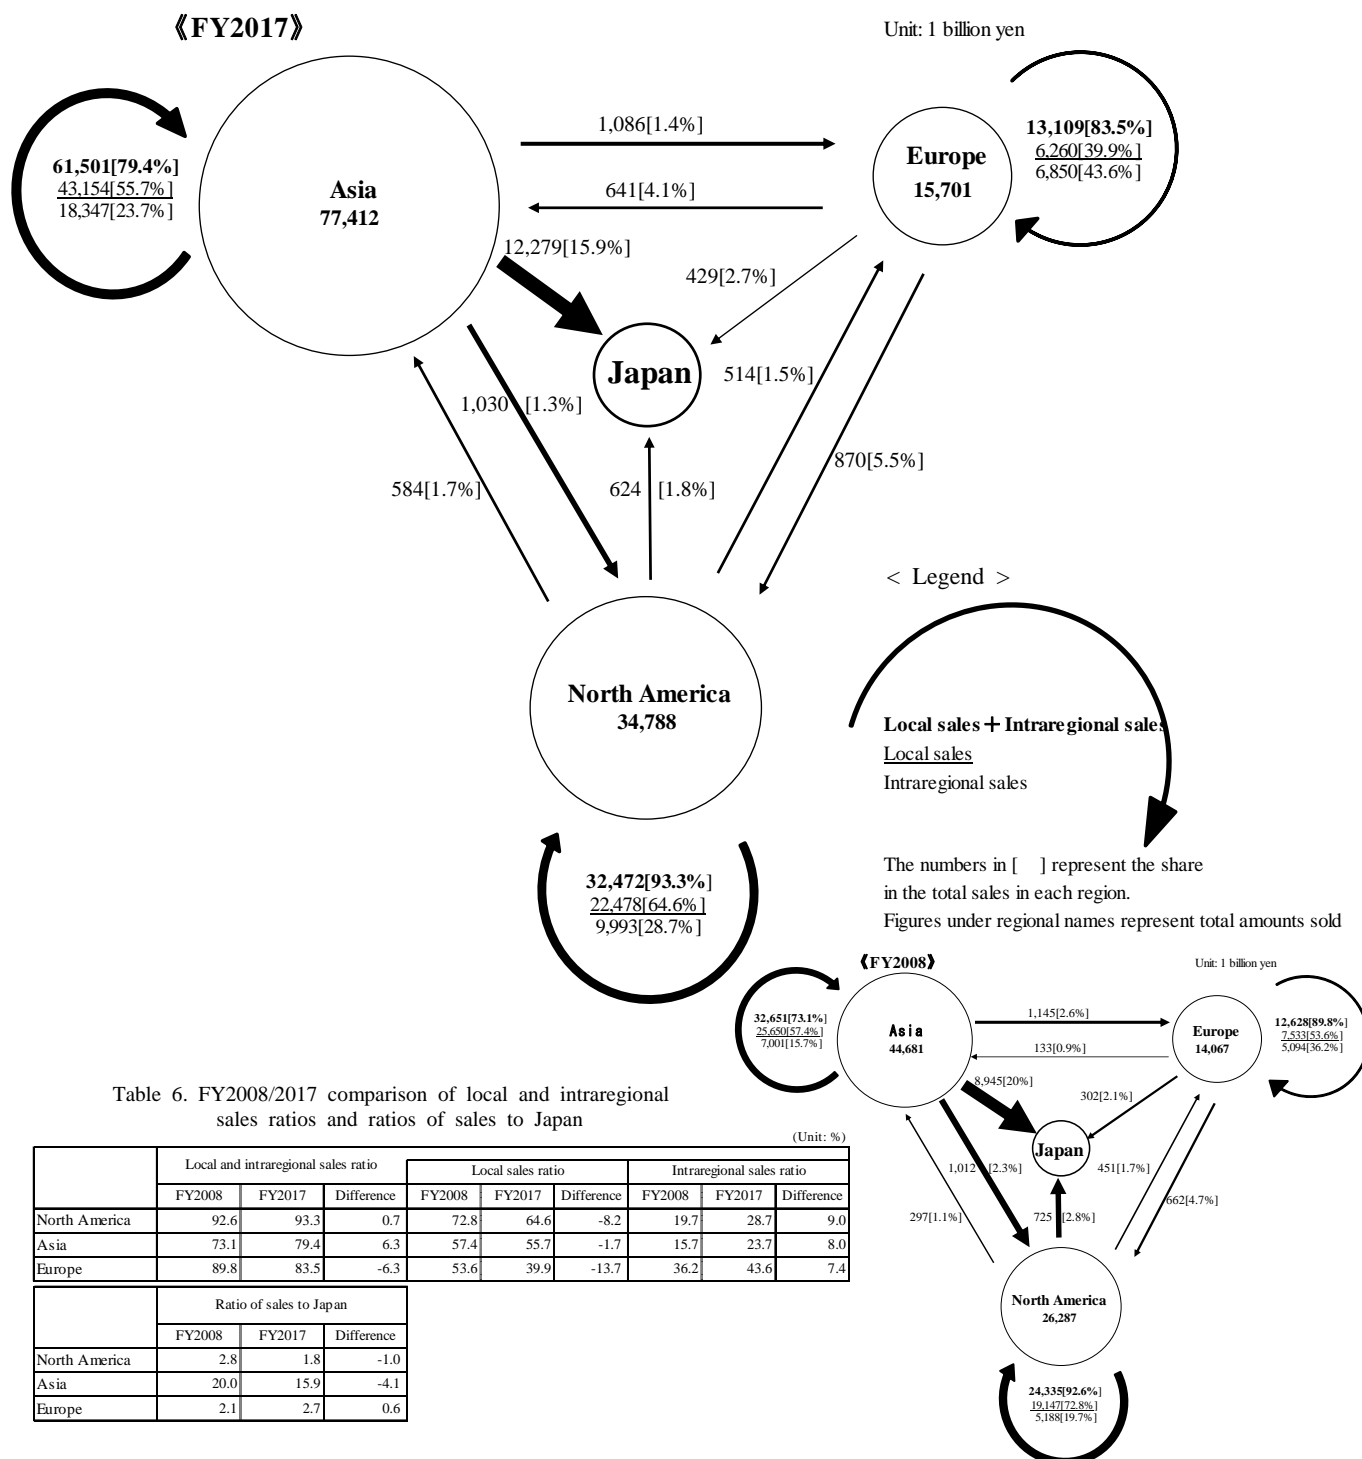 《FY2017》
Unit: 1 billion yen
1,086[1.4%]
13,109[83.5%]
6,260[39.9%]
6,850[43.6%]
Europe
15,701
61,501[79.4%]
43,154[55.7%]
18,347[23.7%]
Asia
77,412
641[4.1%]
12,279[15.9%]
429[2.7%]
Japan
514[1.5%]
1,030 [1.3%]
870[5.5%]
584[1.7%]
624 [1.8%]
< Legend >
North America
34,788
Local sales＋Intraregional sales
Local sales
Intraregional sales
The numbers in [ ] represent the share
in the total sales in each region.
Figures under regional names represent total amounts sold
32,472[93.3%]
22,478[64.6%]
9,993[28.7%]
《FY2008》
Unit: 1 billion yen
32,651[73.1%]
25,650[57.4%]
7,001[15.7%]
Asia
44,681
1,145[2.6%]
Europe
14,067
12,628[89.8%]
7,533[53.6%]
5,094[36.2%]
133[0.9%]
8,945[20%]
302[2.1%]
Japan
1,012 [2.3%]
451[1.7%]
662[4.7%]
297[1.1%]
725 [2.8%]
North America
26,287
24,335[92.6%]
19,147[72.8%]
5,188[19.7%]
Table 6. FY2008/2017 comparison of local and intraregional
sales ratios and ratios of sales to Japan
(Unit: %)
Local and intraregional sales ratio Local sales ratio Intraregional sales ratio
FY2008 FY2017 Difference FY2008 FY2017 Difference FY2008 FY2017 Difference
North America 92.6 93.3 0.7 72.8 64.6 -8.2 19.7 28.7 9.0
Asia 73.1 79.4 6.3 57.4 55.7 -1.7 15.7 23.7 8.0
Europe 89.8 83.5 -6.3 53.6 39.9 -13.7 36.2 43.6 7.4
Ratio of sales to Japan
FY2008 FY2017 Difference
North America 2.8 1.8 -1.0
Asia 20.0 15.9 -4.1
Europe 2.1 2.7 0.6